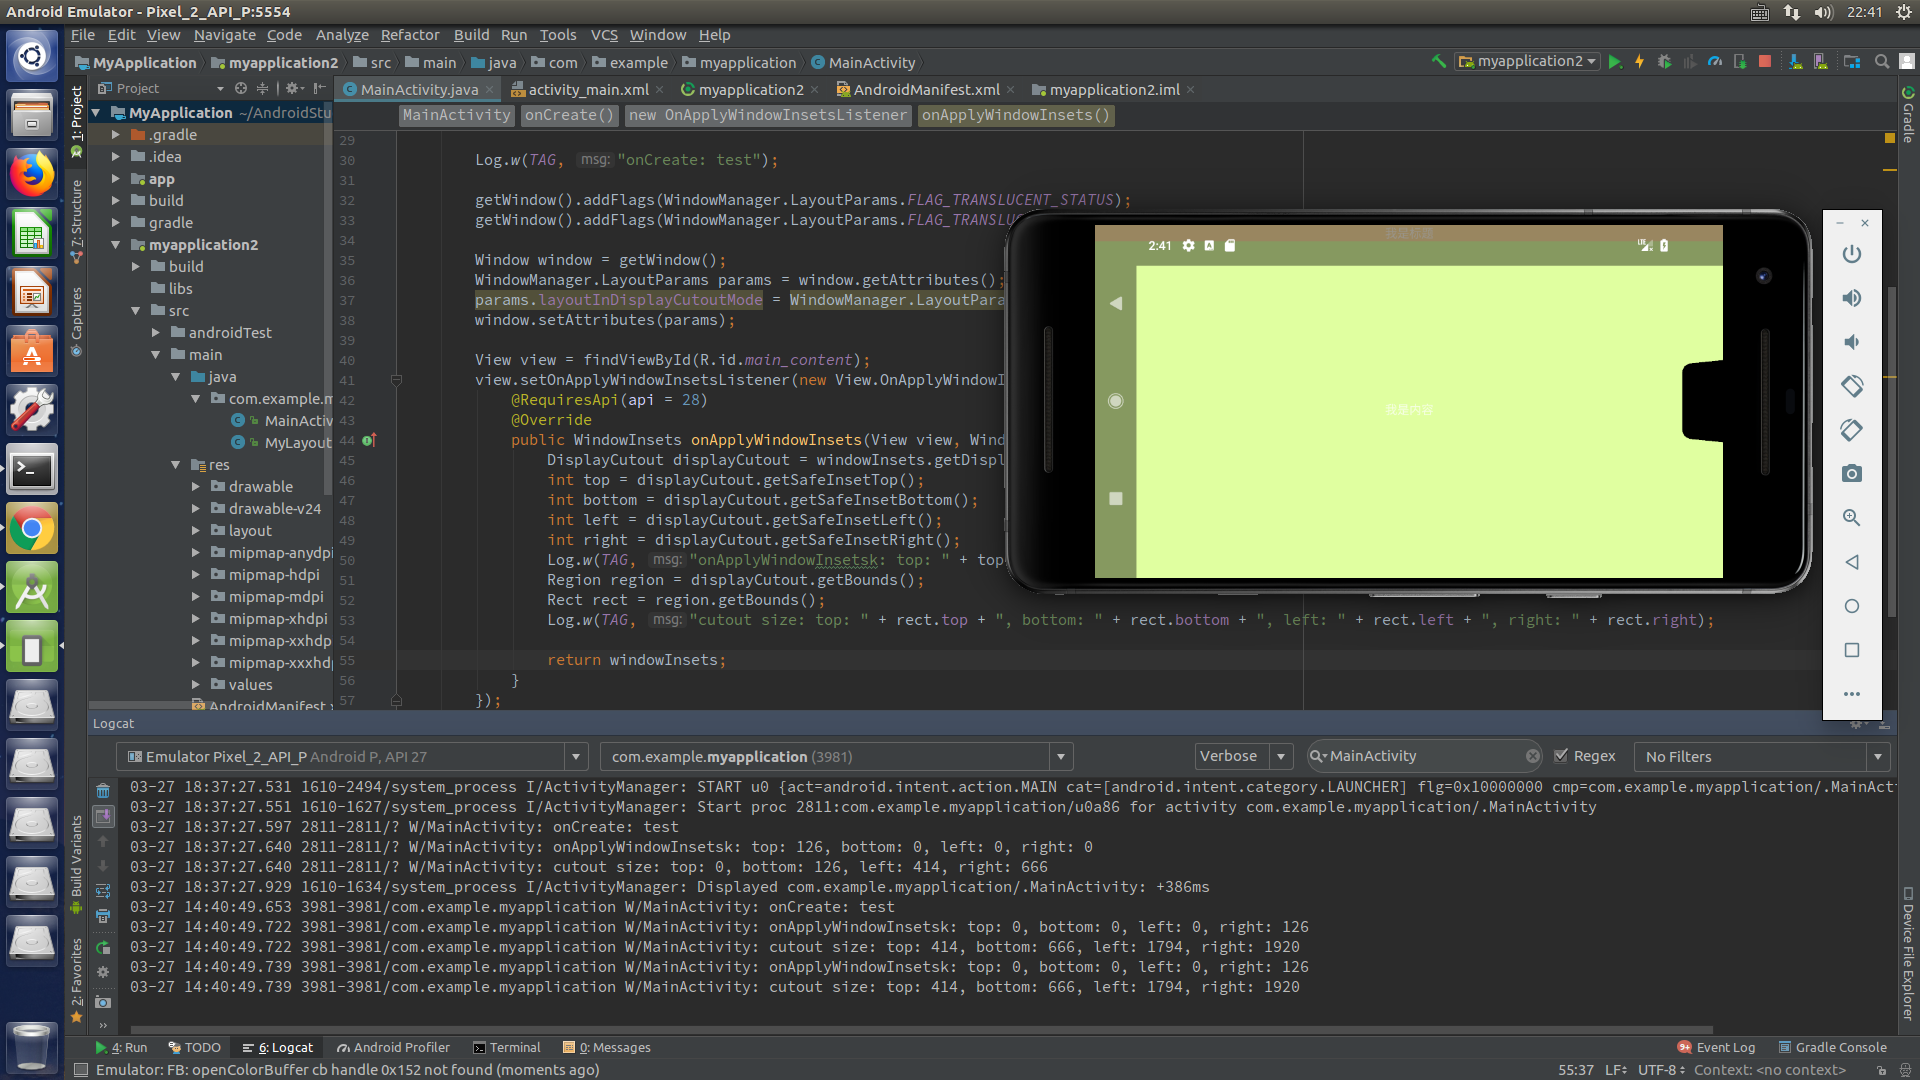 Android Emulator - Pixel_2_API_P:5554
22:41
File Edit View Navigate Code Analyze Refactor Build Run Tools VCS Window Help
MyApplication myapplication2 src main java com example myapplication MainActivity
myapplication2
Project
MainActivity.java activity_main.xml myapplication2 AndroidManifest.xml myapplication2.iml
MainActivity onCreate() new OnApplyWindowInsetsListener onApplyWindowInsets()
1: Project
7: Structure
Captures
Build Variants
2: Favorites
Gradle
Device File Explorer
MyApplication ~/AndroidStu
.gradle
.idea
app
build
gradle
myapplication2
build
libs
src
androidTest
main
java
com.example.m
MainActiv
MyLayout
res
drawable
drawable-v24
layout
mipmap-anydpi
mipmap-hdpi
mipmap-mdpi
mipmap-xhdpi
mipmap-xxhdp
mipmap-xxxhdp
values
AndroidManifest.x
29
30 Log.w(TAG, msg: "onCreate: test");
31
32 getWindow().addFlags(WindowManager.LayoutParams.FLAG_TRANSLUCENT_STATUS);
33 getWindow().addFlags(WindowManager.LayoutParams.FLAG_TRANSLUC
34
35 Window window = getWindow();
36 WindowManager.LayoutParams params = window.getAttributes();
37 params.layoutInDisplayCutoutMode = WindowManager.LayoutPara
38 window.setAttributes(params);
39
40 View view = findViewById(R.id.main_content);
41 view.setOnApplyWindowInsetsListener(new View.OnApplyWindowI
42 @RequiresApi(api = 28)
43 @Override
44 public WindowInsets onApplyWindowInsets(View view, Wind
45 DisplayCutout displayCutout = windowInsets.getDispl
46 int top = displayCutout.getSafeInsetTop();
47 int bottom = displayCutout.getSafeInsetBottom();
48 int left = displayCutout.getSafeInsetLeft();
49 int right = displayCutout.getSafeInsetRight();
50 Log.w(TAG, msg: "onApplyWindowInsetsk: top: " + top
51 Region region = displayCutout.getBounds();
52 Rect rect = region.getBounds();
53 Log.w(TAG, msg: "cutout size: top: " + rect.top + ", bottom: " + rect.bottom + ", left: " + rect.left + ", right: " + rect.right);
54
55 return windowInsets;
56 }
57 });
我是标题
2:41
我是内容
Logcat
Emulator Pixel_2_API_P Android P, API 27
com.example.myapplication (3981)
Verbose
MainActivity
Regex
No Filters
03-27 18:37:27.531 1610-2494/system_process I/ActivityManager: START u0 {act=android.intent.action.MAIN cat=[android.intent.category.LAUNCHER] flg=0x10000000 cmp=com.example.myapplication/.MainAct
03-27 18:37:27.551 1610-1627/system_process I/ActivityManager: Start proc 2811:com.example.myapplication/u0a86 for activity com.example.myapplication/.MainActivity
03-27 18:37:27.597 2811-2811/? W/MainActivity: onCreate: test
03-27 18:37:27.640 2811-2811/? W/MainActivity: onApplyWindowInsetsk: top: 126, bottom: 0, left: 0, right: 0
03-27 18:37:27.640 2811-2811/? W/MainActivity: cutout size: top: 0, bottom: 126, left: 414, right: 666
03-27 18:37:27.929 1610-1634/system_process I/ActivityManager: Displayed com.example.myapplication/.MainActivity: +386ms
03-27 14:40:49.653 3981-3981/com.example.myapplication W/MainActivity: onCreate: test
03-27 14:40:49.722 3981-3981/com.example.myapplication W/MainActivity: onApplyWindowInsetsk: top: 0, bottom: 0, left: 0, right: 126
03-27 14:40:49.722 3981-3981/com.example.myapplication W/MainActivity: cutout size: top: 414, bottom: 666, left: 1794, right: 1920
03-27 14:40:49.739 3981-3981/com.example.myapplication W/MainActivity: onApplyWindowInsetsk: top: 0, bottom: 0, left: 0, right: 126
03-27 14:40:49.739 3981-3981/com.example.myapplication W/MainActivity: cutout size: top: 414, bottom: 666, left: 1794, right: 1920
4: Run TODO 6: Logcat Android Profiler Terminal 0: Messages
9+ Event Log Gradle Console
Emulator: FB: openColorBuffer cb handle 0x152 not found (moments ago)
55:37 LF UTF-8 Context: <no context>